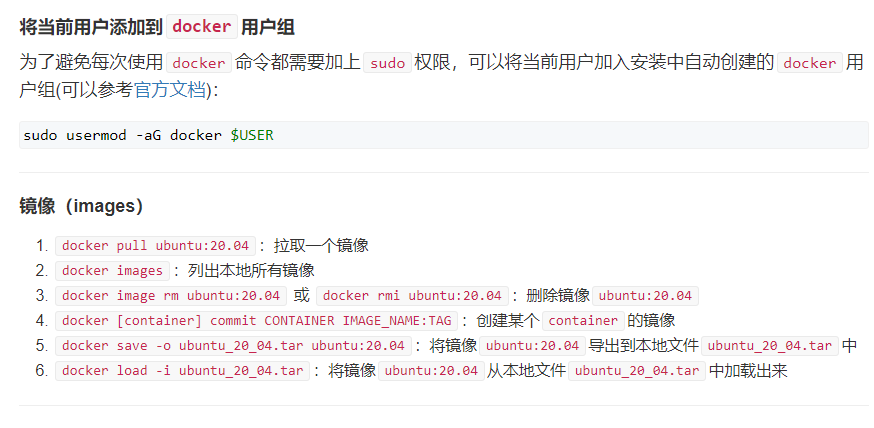 将当前用户添加到 docker 用户组
为了避免每次使用 docker 命令都需要加上 sudo 权限，可以将当前用户加入安装中自动创建的 docker 用
户组(可以参考官方文档)：
sudo usermod -aG docker $USER
镜像（images）
1. docker pull ubuntu:20.04 ：拉取一个镜像
2. docker images ：列出本地所有镜像
3. docker image rm ubuntu:20.04 或 docker rmi ubuntu:20.04 ：删除镜像 ubuntu:20.04
4. docker [container] commit CONTAINER IMAGE_NAME:TAG ：创建某个 container 的镜像
5. docker save -o ubuntu_20_04.tar ubuntu:20.04 ：将镜像 ubuntu:20.04 导出到本地文件 ubuntu_20_04.tar 中
6. docker load -i ubuntu_20_04.tar ：将镜像 ubuntu:20.04 从本地文件 ubuntu_20_04.tar 中加载出来